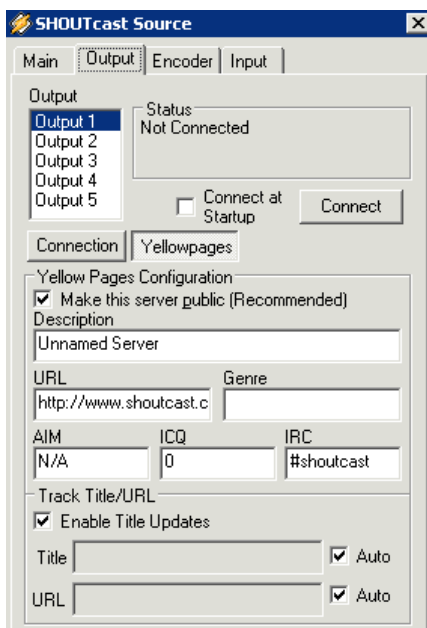 SHOUTcast Source
Main Output Encoder Input
Output
Output 1
Output 2
Output 3
Output 4
Output 5
Status
Not Connected
Connect at
Startup
Connect
Connection Yellowpages
Yellow Pages Configuration
Make this server public (Recommended)
Description
Unnamed Server
URL Genre
http://www.shoutcast.c
AIM ICQ IRC
N/A 0 #shoutcast
Track Title/URL
Enable Title Updates
Title Auto
URL Auto